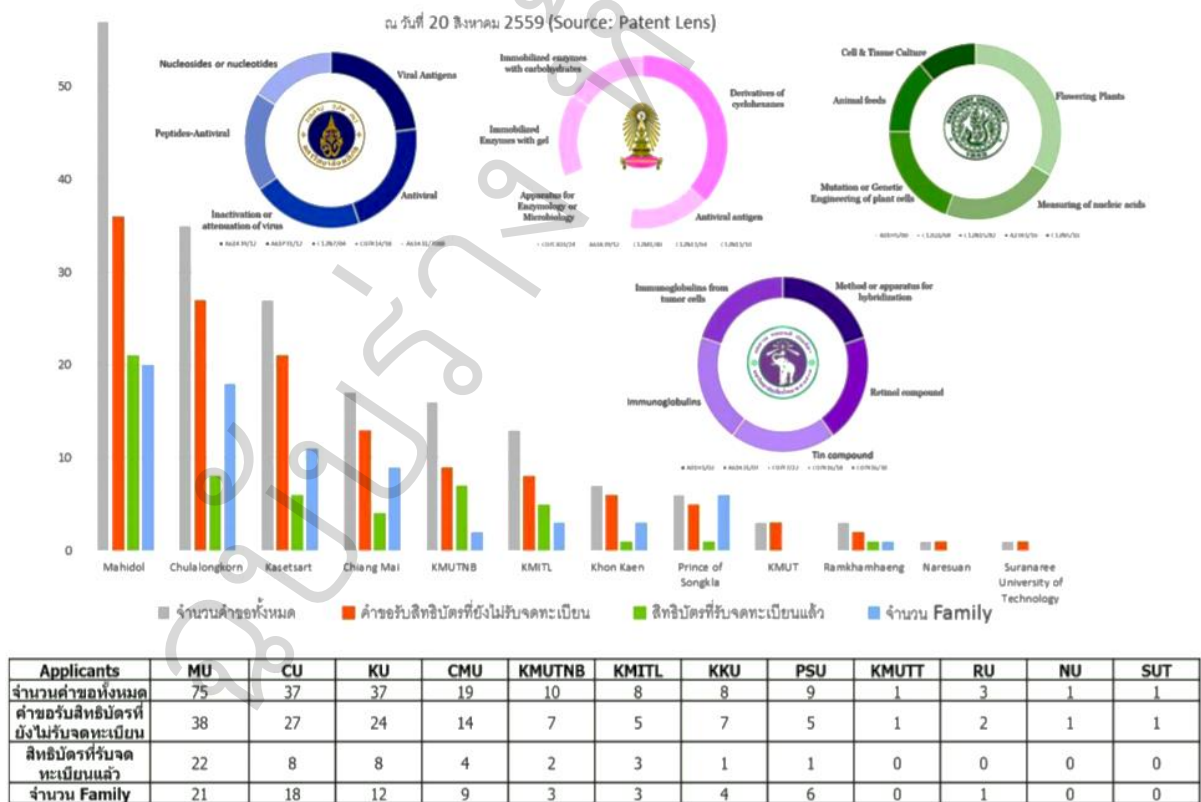 ณ วันที่ 20 สิงหาคม 2559 (Source: Patent Lens)
Nucleosides or nucleotides
Viral Antigens
Peptides-Antiviral
Antiviral
Inactivation or
attenuation of virus
Immobilized enzymes
with carbohydrates
Derivatives of
cyclohexanes
Immobilized
Enzymes with gel
Apparatus for
Enzymology or
Microbiology
Antiviral antigen
Cell & Tissue Culture
Flowering Plants
Animal feeds
Mutation or Genetic
Engineering of plant cells
Measuring of nucleic acids
Immunoglobulins from
tumor cells
Method or apparatus for
hybridization
Immunoglobulins
Retinol compound
Tin compound
50
40
30
20
10
0
Mahidol
Chulalongkorn
Kasetsart
Chiang Mai
KMUTNB
KMITL
Khon Kaen
Prince of
Songkla
KMUT
Ramkhamhaeng
Naresuan
Suranaree
University of
Technology
จำนวนคำขอทั้งหมด คำขอรับสิทธิบัตรที่ยังไม่รับจดทะเบียน สิทธิบัตรที่รับจดทะเบียนแล้ว จำนวน Family
Applicants MU CU KU CMU KMUTNB KMITL KKU PSU KMUTT RU NU SUT
จำนวนคำขอทั้งหมด 75 37 37 19 10 8 8 9 1 3 1 1
คำขอรับสิทธิบัตรที่
ยังไม่รับจดทะเบียน 38 27 24 14 7 5 7 5 1 2 1 1
สิทธิบัตรที่รับจด
ทะเบียนแล้ว 22 8 8 4 2 3 1 1 0 0 0 0
จำนวน Family 21 18 12 9 3 3 4 6 0 1 0 0